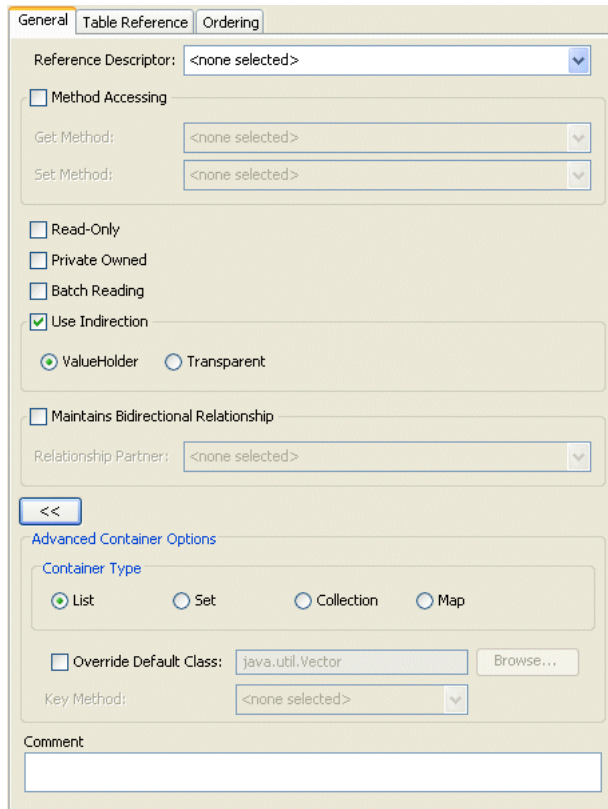 General Table Reference Ordering
Reference Descriptor: <none selected>
Method Accessing
Get Method: <none selected>
Set Method: <none selected>
Read-Only
Private Owned
Batch Reading
Use Indirection
ValueHolder Transparent
Maintains Bidirectional Relationship
Relationship Partner: <none selected>
<<
Advanced Container Options
Container Type
List Set Collection Map
Override Default Class: java.util.Vector Browse...
Key Method: <none selected>
Comment